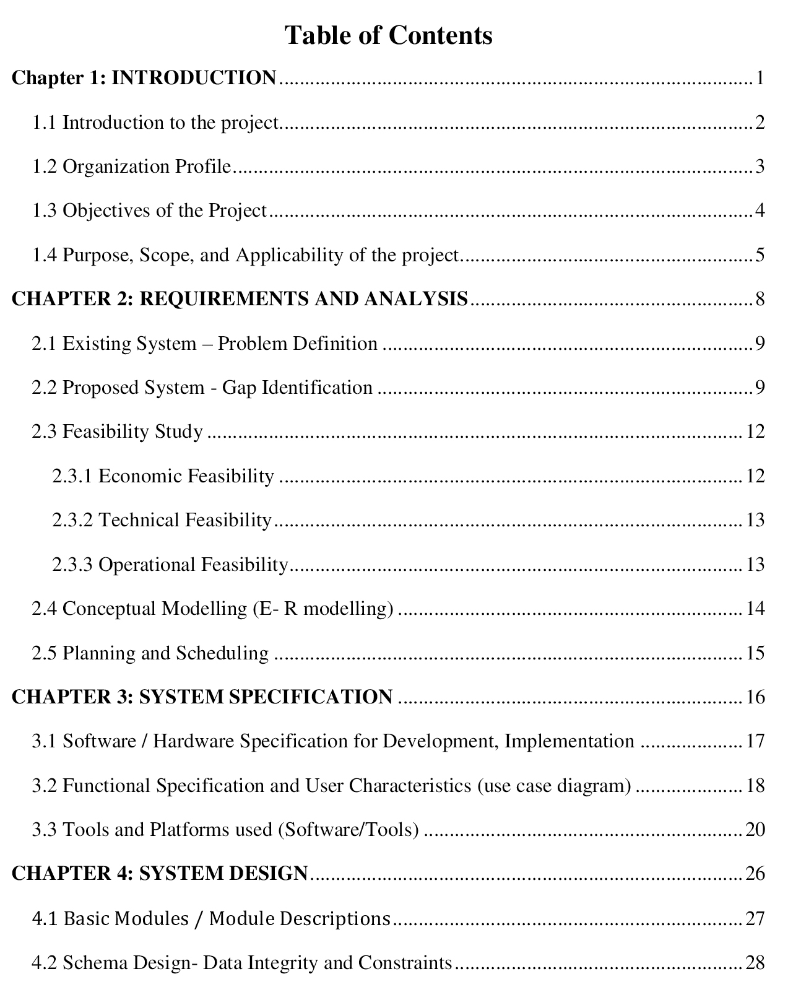 Table of Contents
Chapter 1: INTRODUCTION........................................................................................... 1
1.1 Introduction to the project........................................................................................... 2
1.2 Organization Profile..................................................................................................... 3
1.3 Objectives of the Project.............................................................................................. 4
1.4 Purpose, Scope, and Applicability of the project......................................................... 5
CHAPTER 2: REQUIREMENTS AND ANALYSIS....................................................... 8
2.1 Existing System – Problem Definition ........................................................................ 9
2.2 Proposed System - Gap Identification ......................................................................... 9
2.3 Feasibility Study ........................................................................................................ 12
2.3.1 Economic Feasibility .......................................................................................... 12
2.3.2 Technical Feasibility........................................................................................... 13
2.3.3 Operational Feasibility........................................................................................ 13
2.4 Conceptual Modelling (E- R modelling) ................................................................... 14
2.5 Planning and Scheduling ........................................................................................... 15
CHAPTER 3: SYSTEM SPECIFICATION ................................................................... 16
3.1 Software / Hardware Specification for Development, Implementation .................... 17
3.2 Functional Specification and User Characteristics (use case diagram) ..................... 18
3.3 Tools and Platforms used (Software/Tools) .............................................................. 20
CHAPTER 4: SYSTEM DESIGN.................................................................................... 26
4.1 Basic Modules / Module Descriptions.................................................................... 27
4.2 Schema Design- Data Integrity and Constraints........................................................ 28